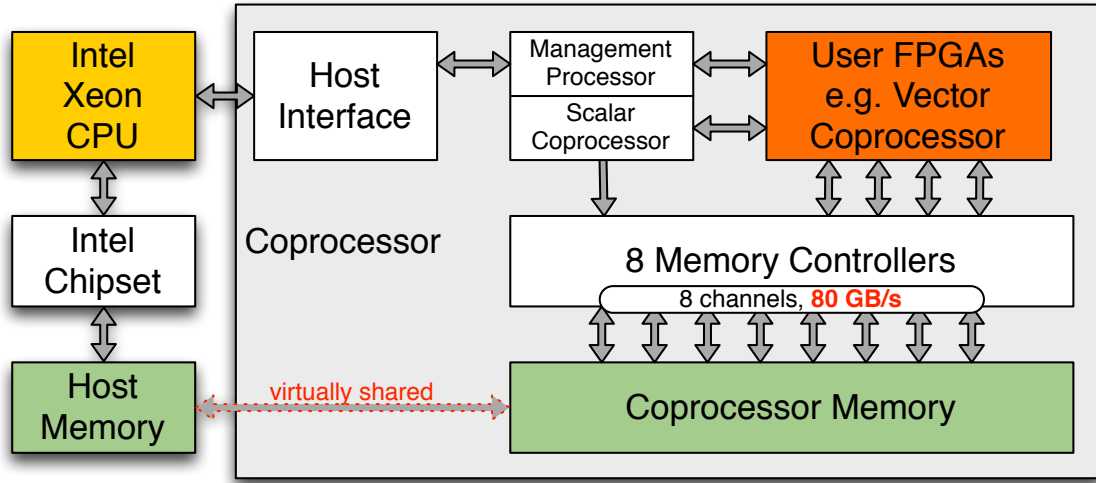 Intel
Xeon
CPU
Host
Interface
Management
Processor
Scalar
Coprocessor
User FPGAs
e.g. Vector
Coprocessor
Intel
Chipset
Coprocessor
8 Memory Controllers
8 channels, 80 GB/s
Host
Memory
virtually shared
Coprocessor Memory